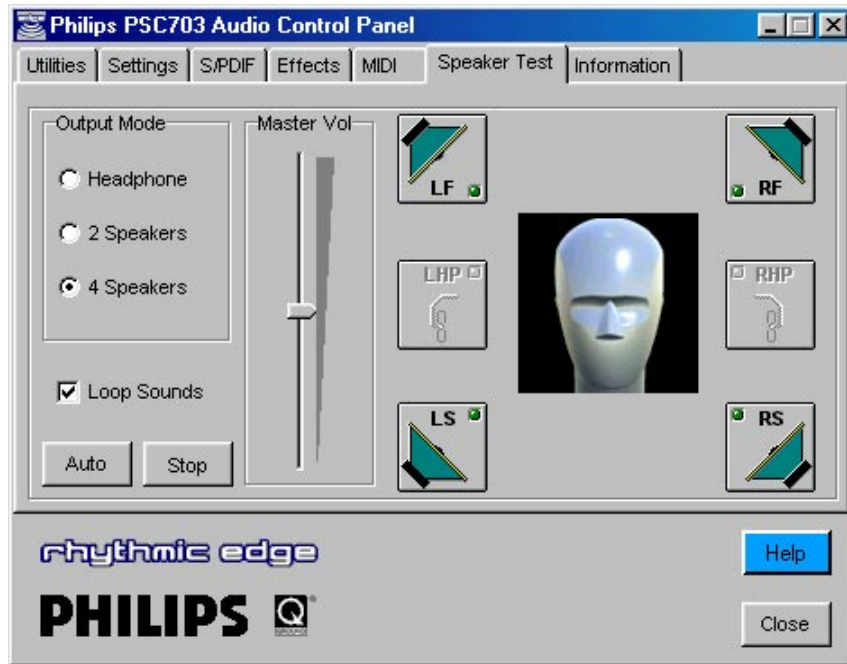 Philips PSC703 Audio Control Panel
Utilities Settings S/PDIF Effects MIDI Speaker Test Information
Output Mode
Headphone
2 Speakers
4 Speakers
Loop Sounds
Auto Stop
Master Vol
LF
RF
LHP
RHP
LS
RS
rhythmic edge
PHILIPS Q
Help
Close